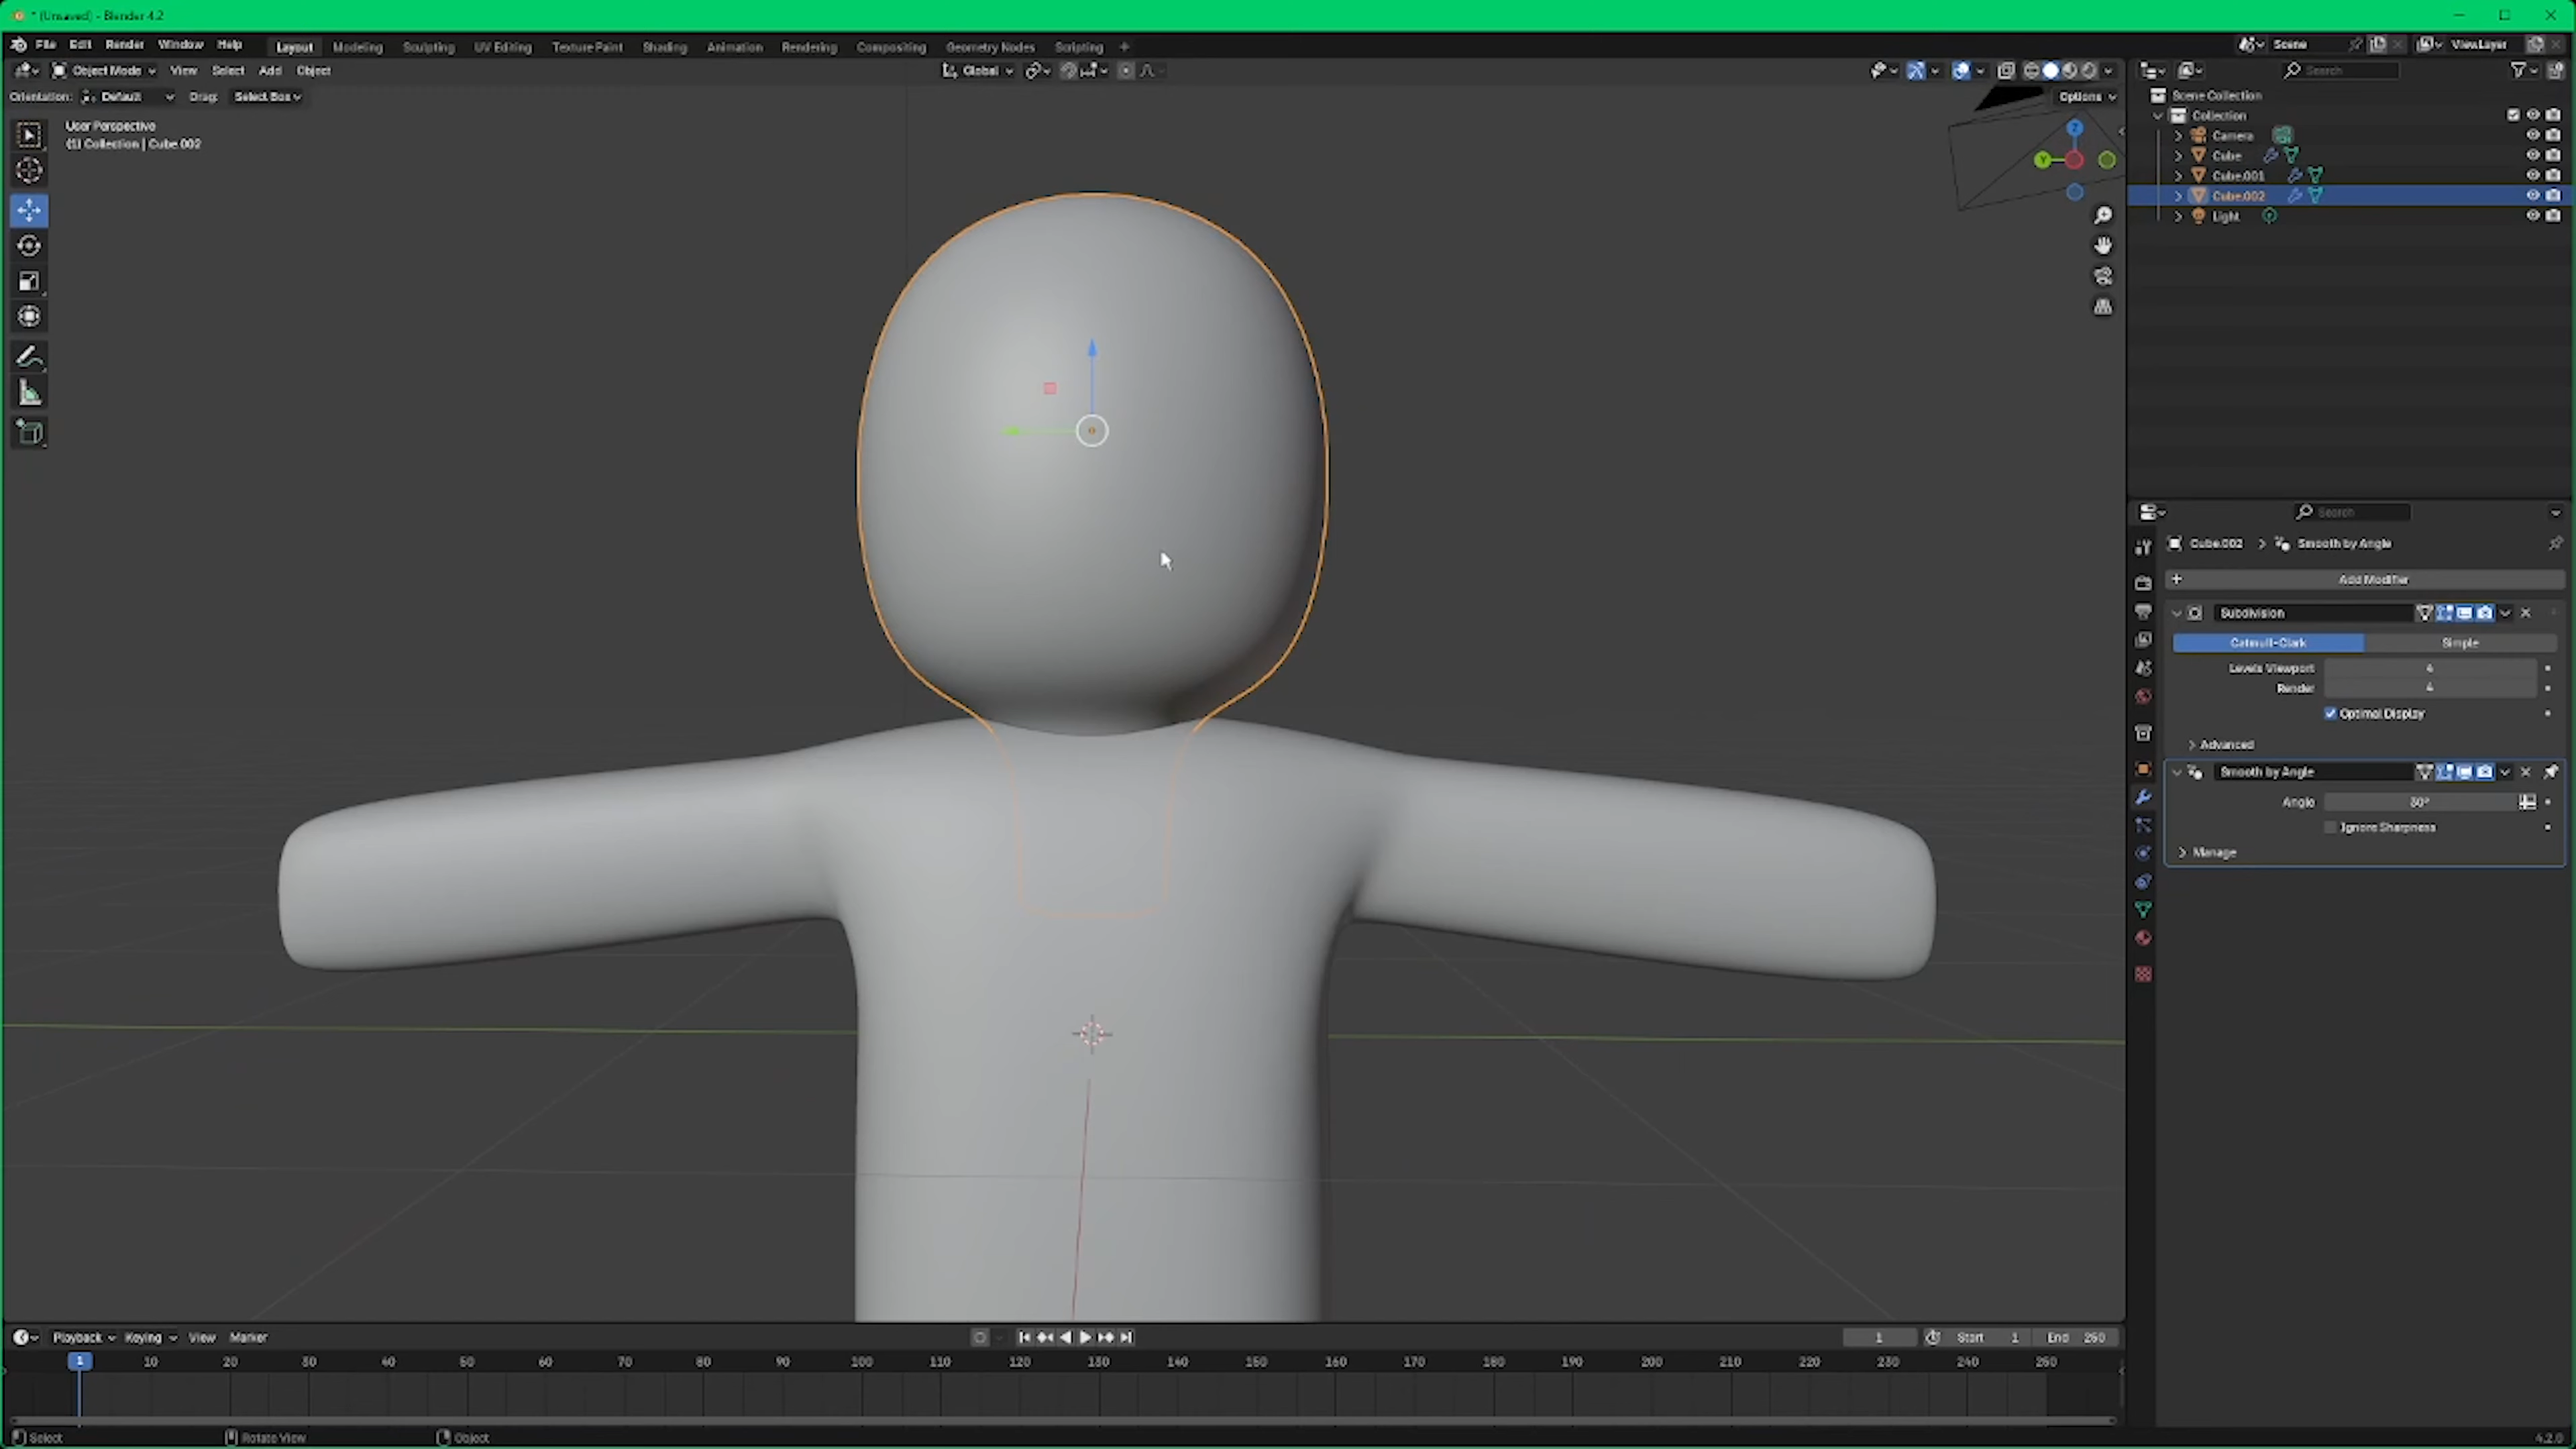 * (Unsaved) - Blender 4.2
File Edit Render Window Help Layout Modeling Sculpting UV Editing Texture Paint Shading Animation Rendering Compositing Geometry Nodes Scripting + Scene ViewLayer
Object Mode View Select Add Object Global Search
Orientation: Default Drag: Select Box Options
User Perspective
(1) Collection | Cube.002
Z
Y
Scene Collection
Collection
Camera
Cube
Cube.001
Cube.002
Light
Search
Cube.002 > Smooth by Angle
+ Add Modifier
Subdivision
Catmull-Clark Simple
Levels Viewport 4
Render 4
Optimal Display
Advanced
Smooth by Angle
Angle 30°
Ignore Sharpness
Manage
Playback Keying View Marker 1 Start 1 End 250
1 10 20 30 40 50 60 70 80 90 100 110 120 130 140 150 160 170 180 190 200 210 220 230 240 250
Select Rotate View Object 4.2.0